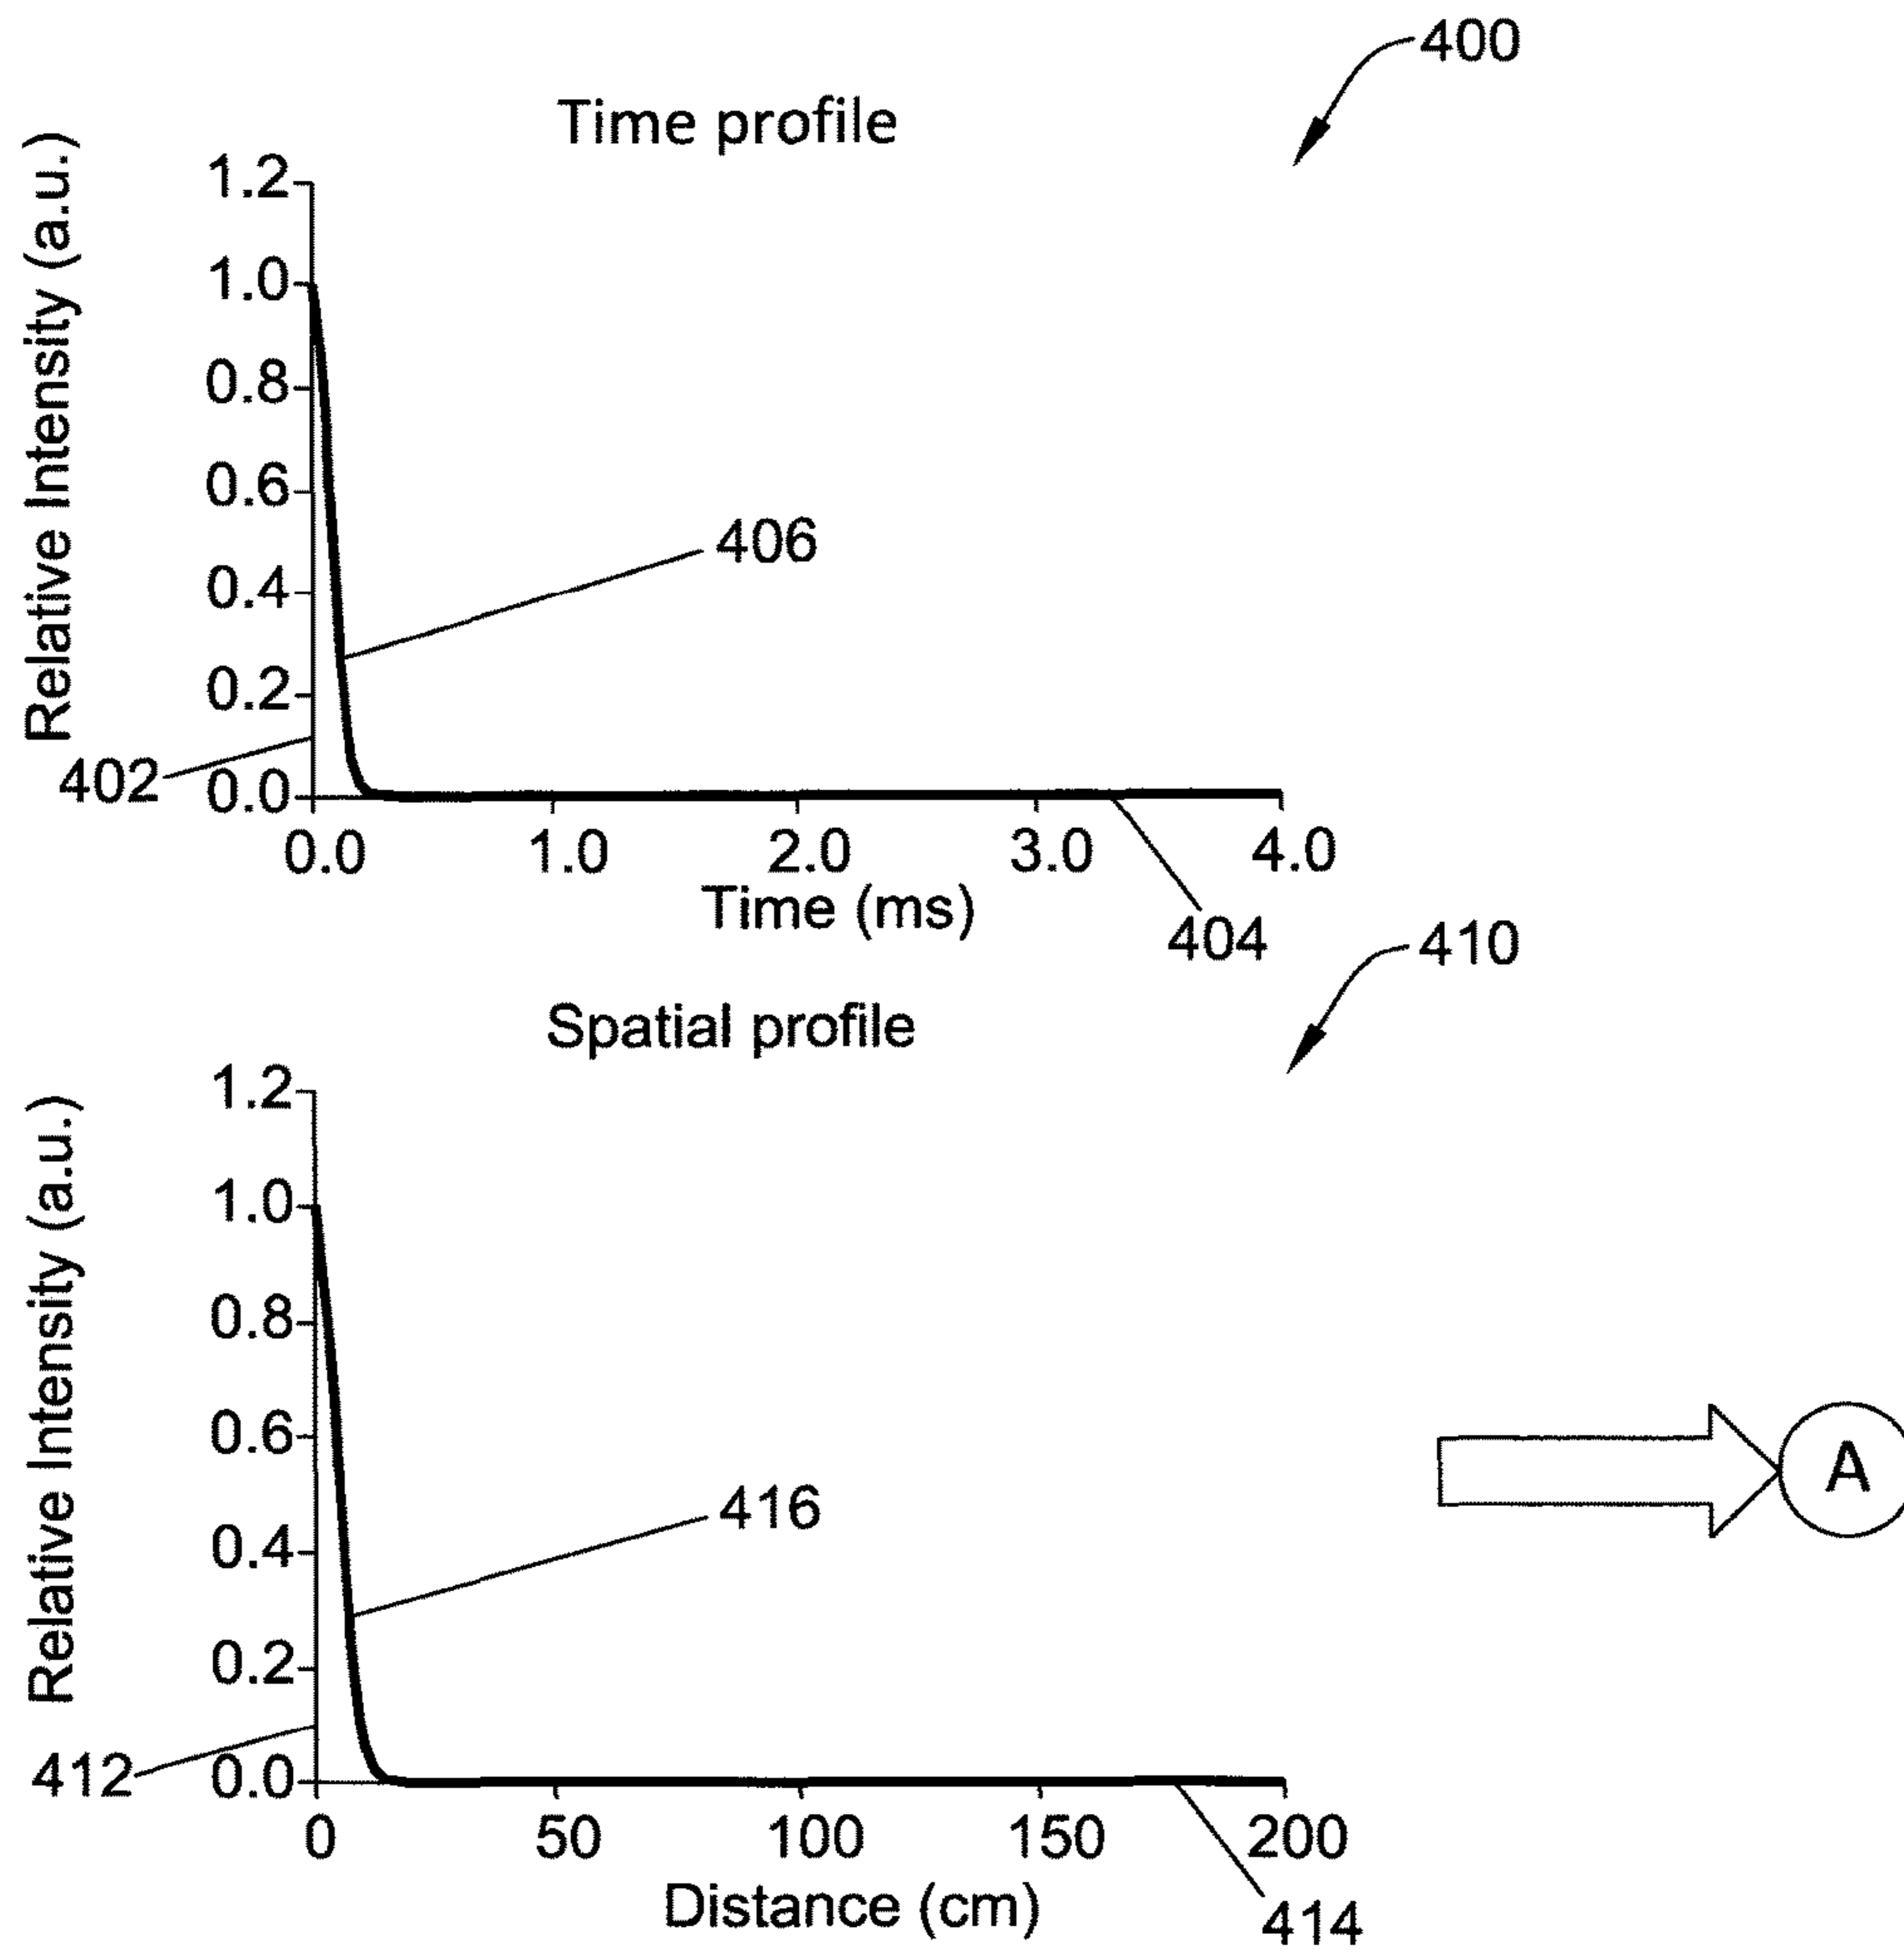 400
Time profile
Relative Intensity (a.u.)
1.2
1.0
0.8
0.6
0.4
0.2
0.0
406
402
0.0 1.0 2.0 3.0 4.0
Time (ms)
404
410
Spatial profile
Relative Intensity (a.u.)
1.2
1.0
0.8
0.6
0.4
0.2
0.0
416
A
412
0 50 100 150 200
Distance (cm)
414